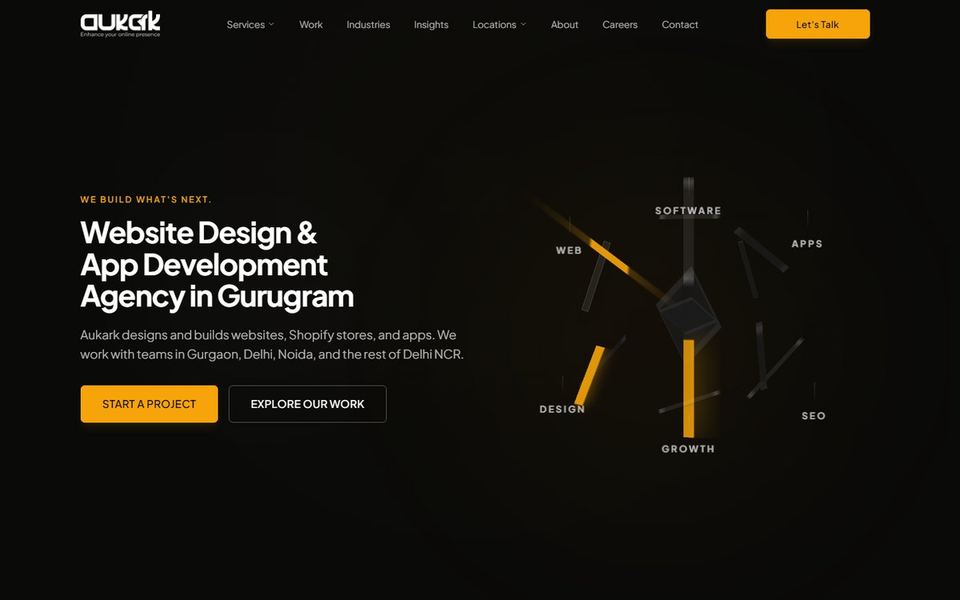 aukark
Enhance your online presence
Services
Work
Industries
Insights
Locations
About
Careers
Contact
Let's Talk
WE BUILD WHAT'S NEXT.
Website Design &
App Development
Agency in Gurugram
Aukark designs and builds websites, Shopify stores, and apps. We
work with teams in Gurgaon, Delhi, Noida, and the rest of Delhi NCR.
START A PROJECT
EXPLORE OUR WORK
SOFTWARE
WEB
APPS
DESIGN
SEO
GROWTH